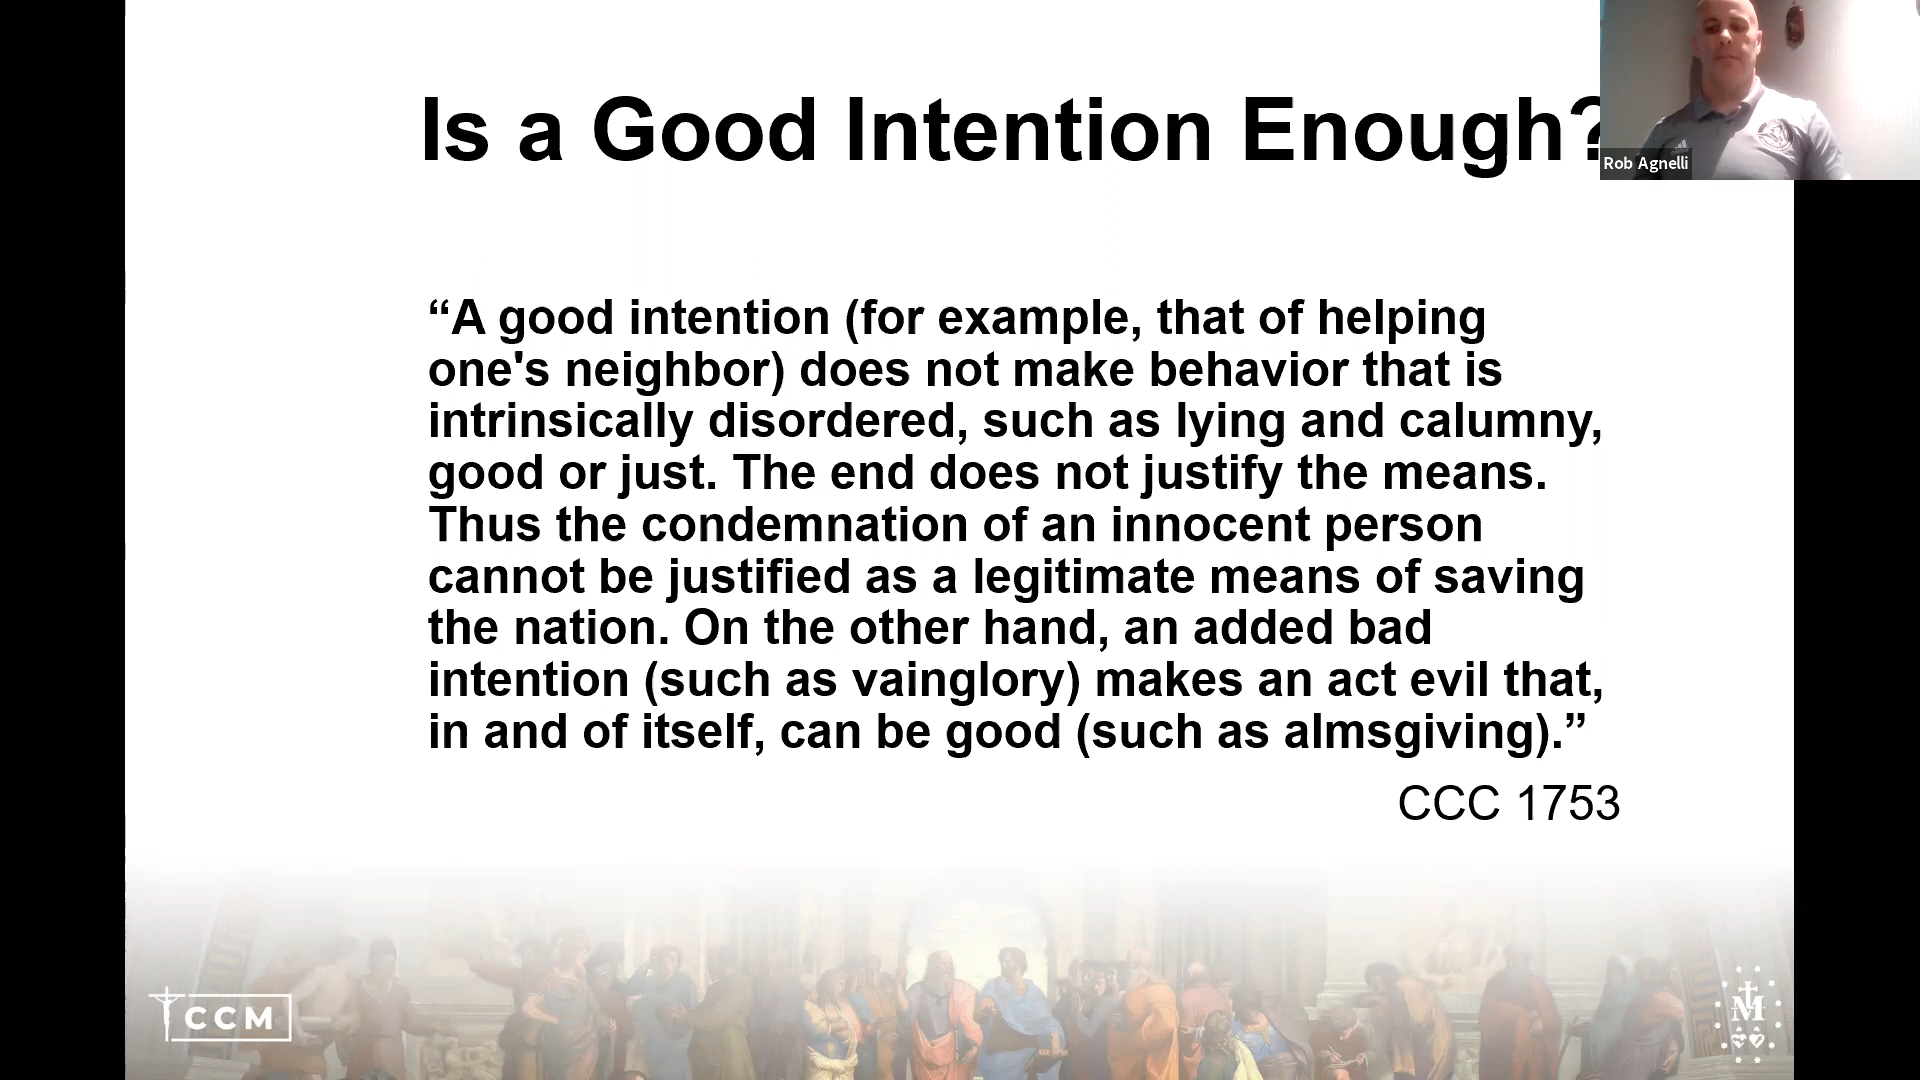 Is a Good Intention Enough?
Rob Agnelli
“A good intention (for example, that of helping
one's neighbor) does not make behavior that is
intrinsically disordered, such as lying and calumny,
good or just. The end does not justify the means.
Thus the condemnation of an innocent person
cannot be justified as a legitimate means of saving
the nation. On the other hand, an added bad
intention (such as vainglory) makes an act evil that,
in and of itself, can be good (such as almsgiving).”
CCC 1753
CCM
M